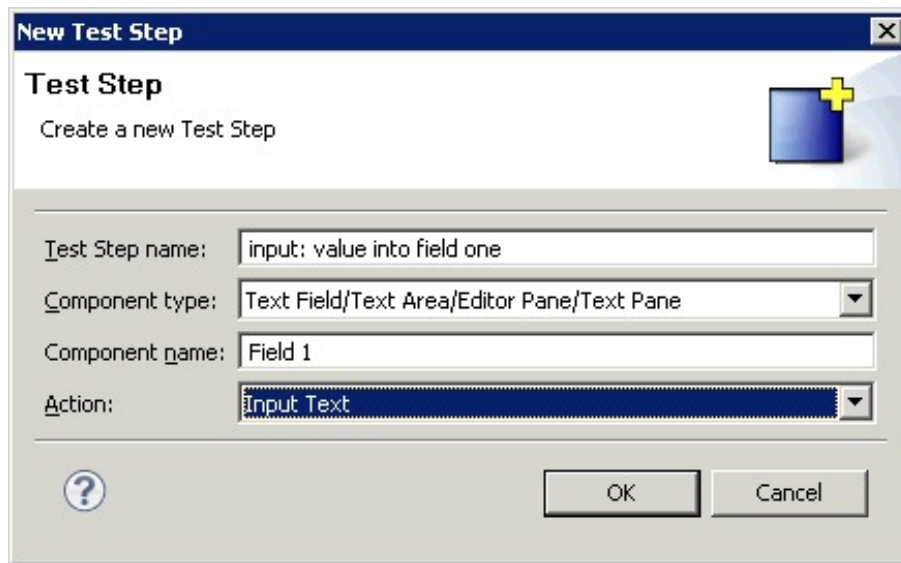 New Test Step
Test Step
Create a new Test Step
Test Step name: input: value into field one
Component type: Text Field/Text Area/Editor Pane/Text Pane
Component name: Field 1
Action: Input Text
? OK Cancel